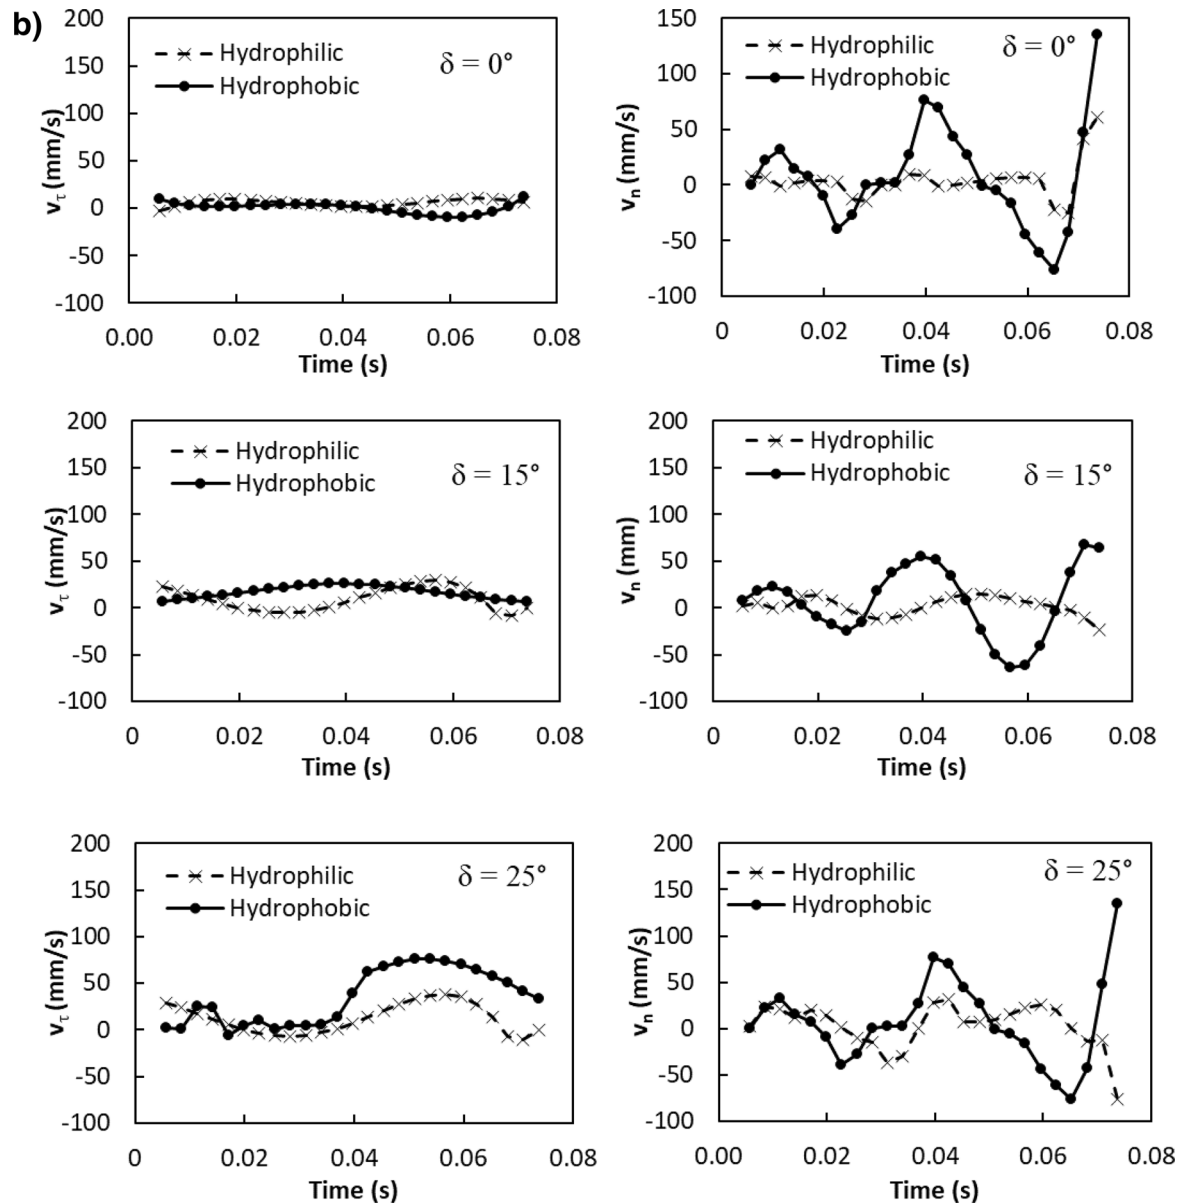 b)
200
150
100
50
0
-50
-100
vτ (mm/s)
Hydrophilic
Hydrophobic
δ = 0°
0.00 0.02 0.04 0.06 0.08
Time (s)
150
100
50
0
-50
-100
vn (mm/s)
Hydrophilic
Hydrophobic
δ = 0°
0 0.02 0.04 0.06 0.08
Time (s)
200
150
100
50
0
-50
-100
vτ (mm/s)
Hydrophilic
Hydrophobic
δ = 15°
0 0.02 0.04 0.06 0.08
Time (s)
200
150
100
50
0
-50
-100
vn (mm)
Hydrophilic
Hydrophobic
δ = 15°
0 0.02 0.04 0.06 0.08
Time (s)
200
150
100
50
0
-50
-100
vτ (mm/s)
Hydrophilic
Hydrophobic
δ = 25°
0 0.02 0.04 0.06 0.08
Time (s)
200
150
100
50
0
-50
-100
vn (mm/s)
Hydrophilic
Hydrophobic
δ = 25°
0.00 0.02 0.04 0.06 0.08
Time (s)